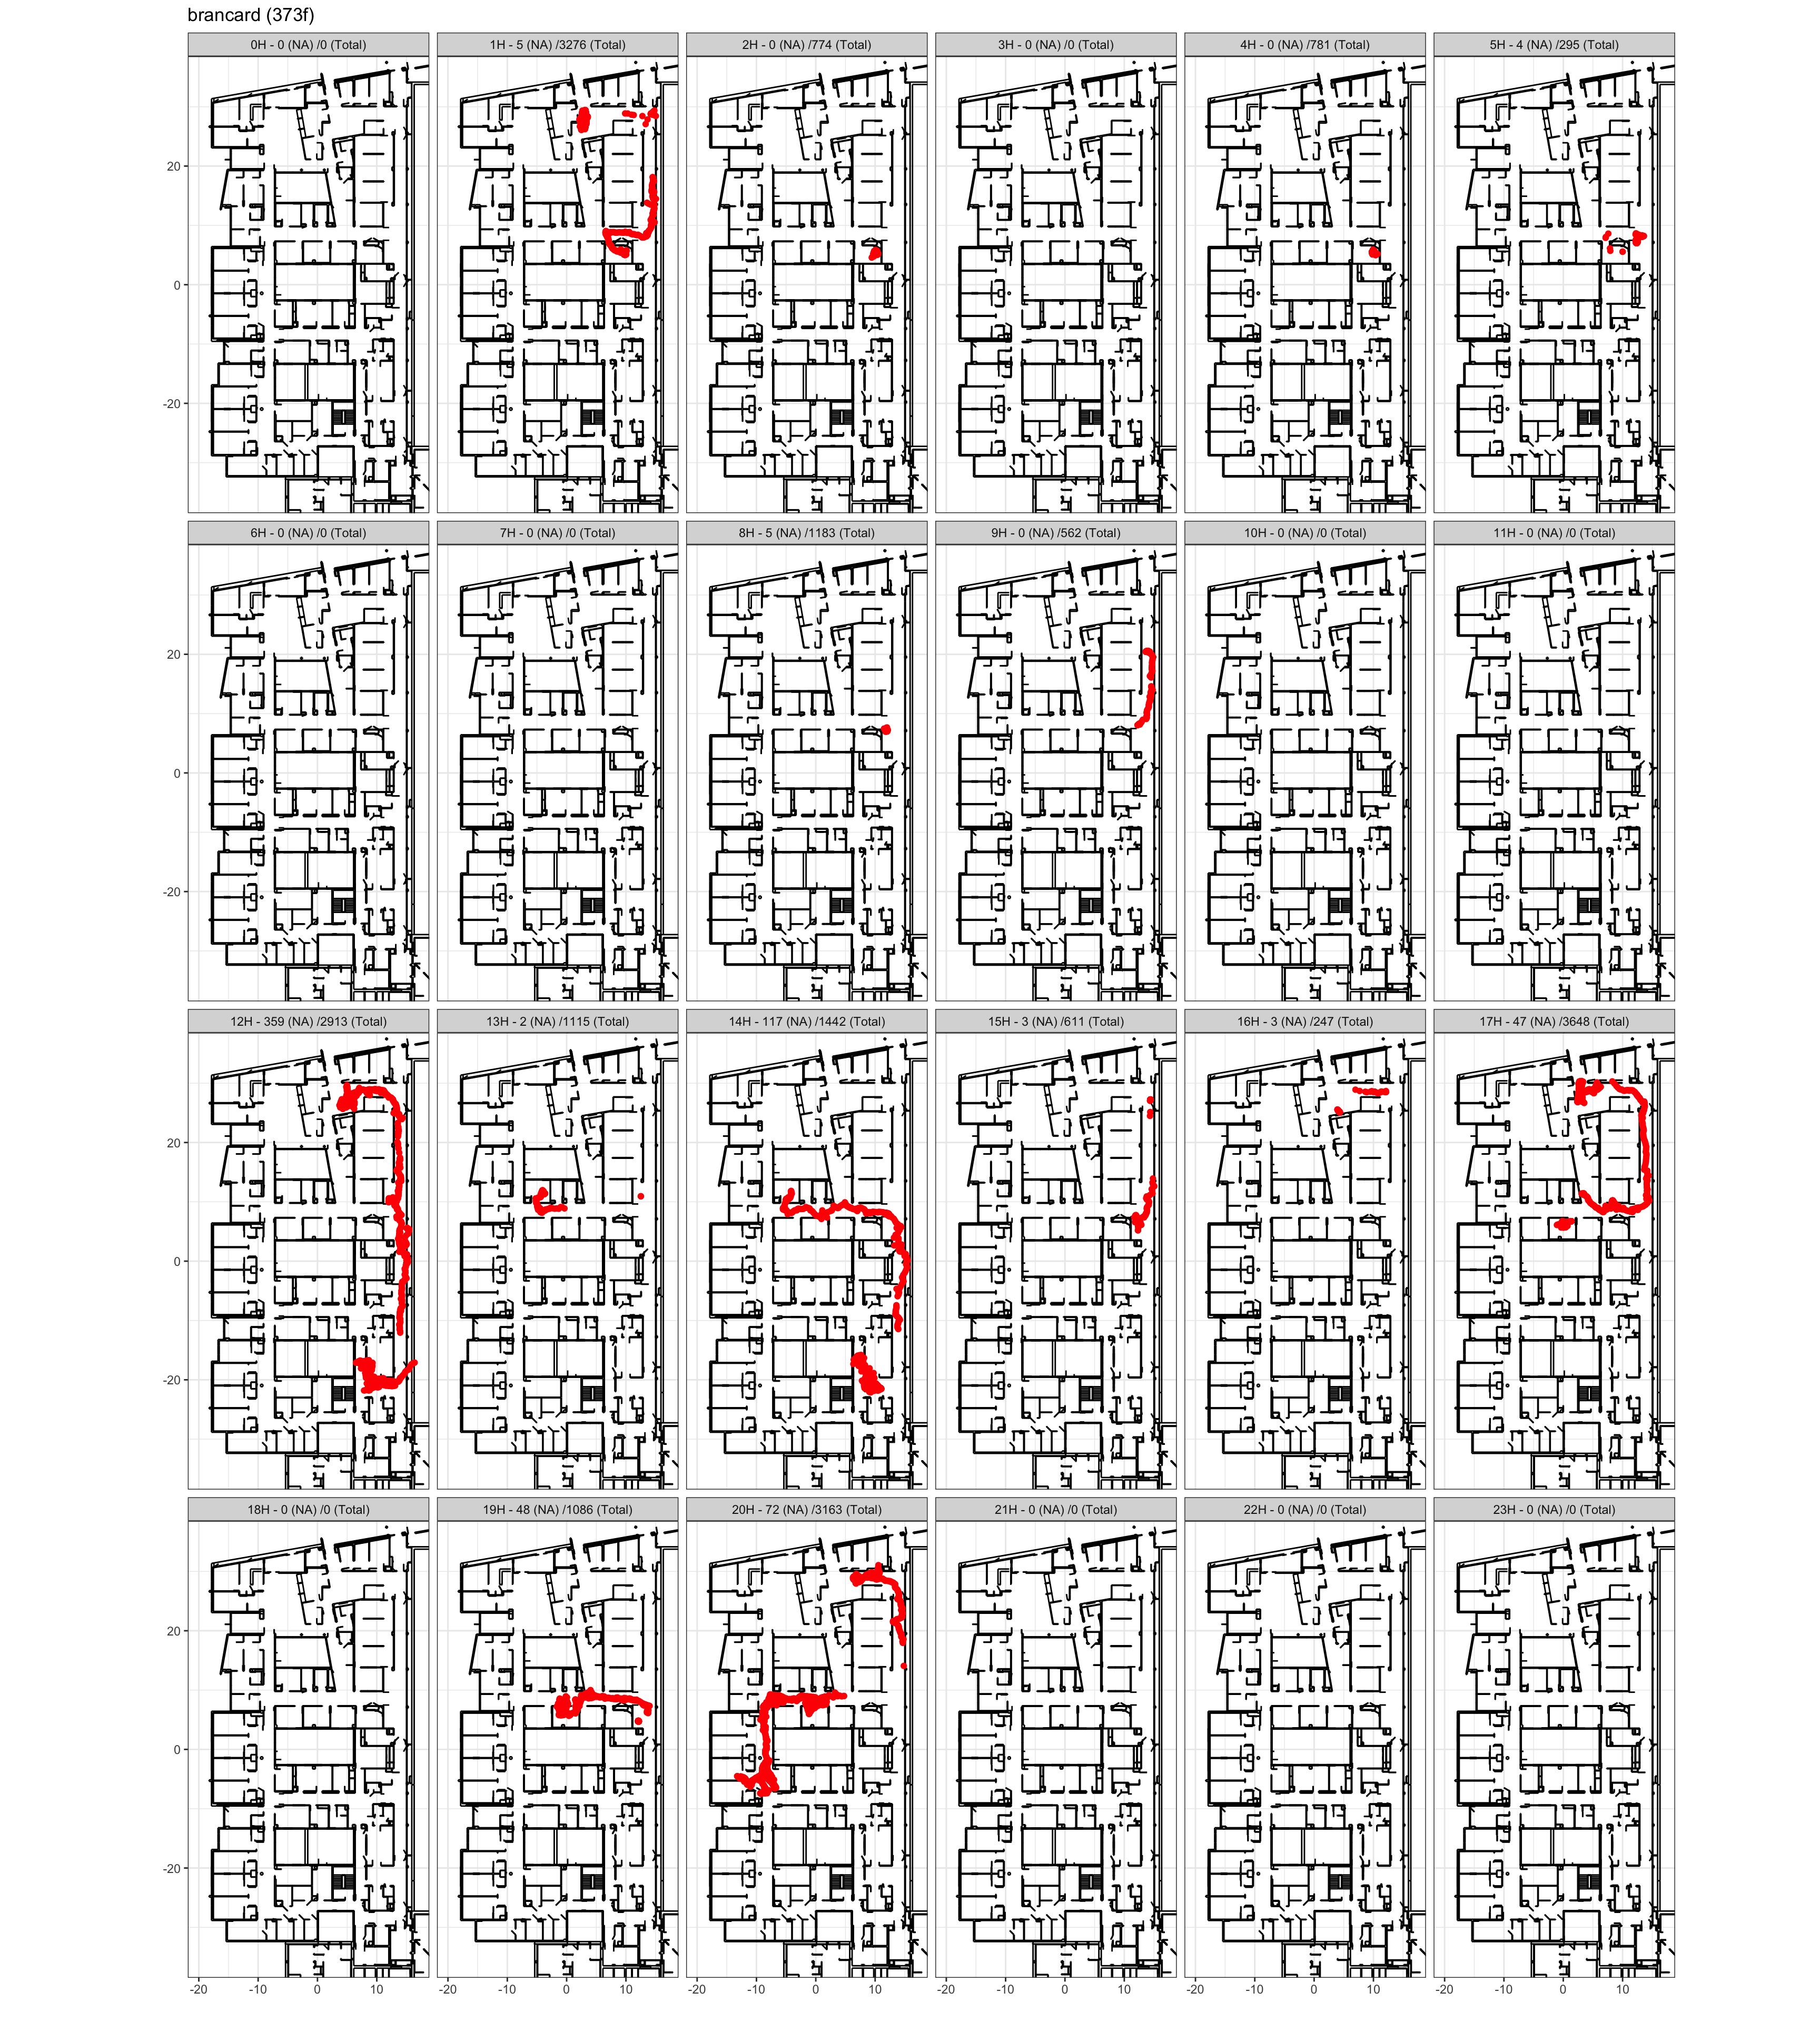 brancard (373f)
0H - 0 (NA) /0 (Total) 1H - 5 (NA) /3276 (Total) 2H - 0 (NA) /774 (Total) 3H - 0 (NA) /0 (Total) 4H - 0 (NA) /781 (Total) 5H - 4 (NA) /295 (Total)
20
0
-20
6H - 0 (NA) /0 (Total) 7H - 0 (NA) /0 (Total) 8H - 5 (NA) /1183 (Total) 9H - 0 (NA) /562 (Total) 10H - 0 (NA) /0 (Total) 11H - 0 (NA) /0 (Total)
20
0
-20
12H - 359 (NA) /2913 (Total) 13H - 2 (NA) /1115 (Total) 14H - 117 (NA) /1442 (Total) 15H - 3 (NA) /611 (Total) 16H - 3 (NA) /247 (Total) 17H - 47 (NA) /3648 (Total)
20
0
-20
18H - 0 (NA) /0 (Total) 19H - 48 (NA) /1086 (Total) 20H - 72 (NA) /3163 (Total) 21H - 0 (NA) /0 (Total) 22H - 0 (NA) /0 (Total) 23H - 0 (NA) /0 (Total)
20
0
-20
-20 -10 0 10 -20 -10 0 10 -20 -10 0 10 -20 -10 0 10 -20 -10 0 10 -20 -10 0 10